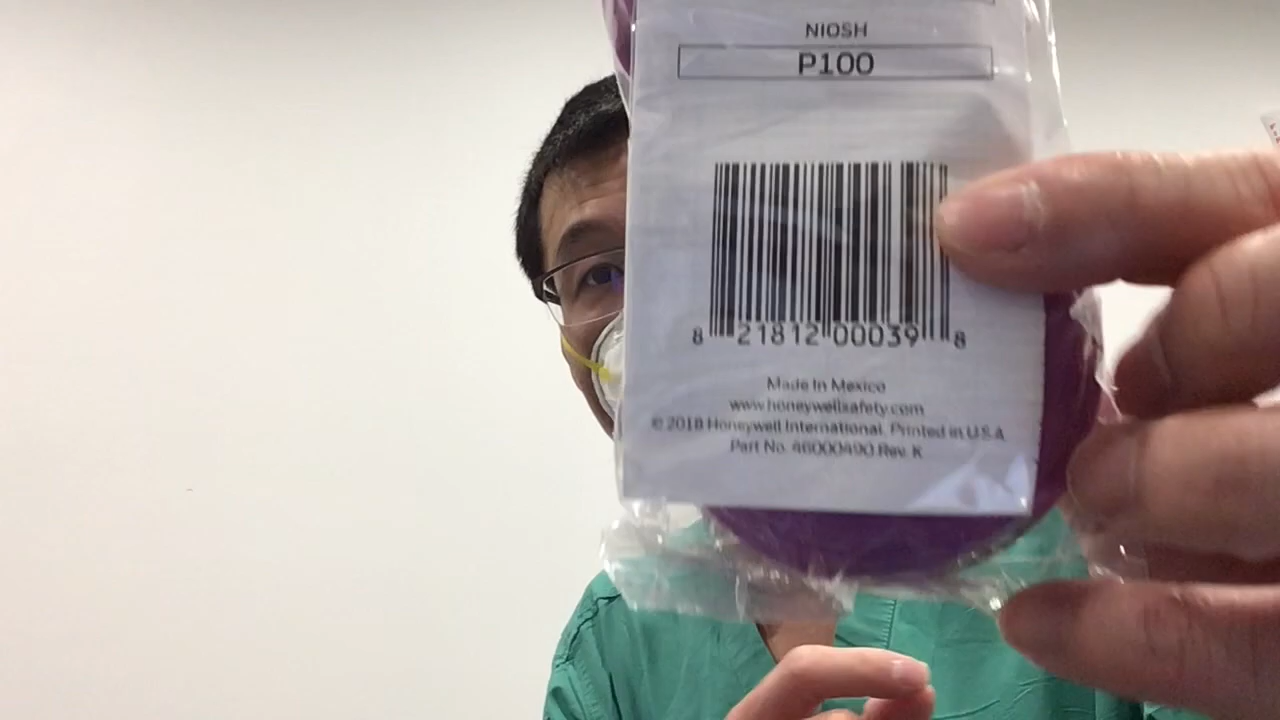 NIOSH
P100
8 21812 00039 8
Made In Mexico
www.honeywellsafety.com
©2018 Honeywell International. Printed in U.S.A
Part No. 46000490 Rev. K